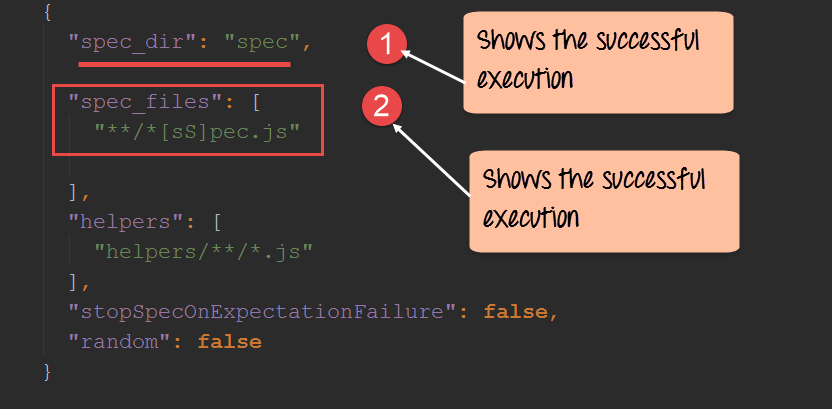 {
"spec_dir": "spec",
1
Shows the successful
execution
"spec_files": [
2
"**/*[sS]pec.js"
Shows the successful
execution
],
"helpers": [
"helpers/**/*.js"
],
"stopSpecOnExpectationFailure": false,
"random": false
}